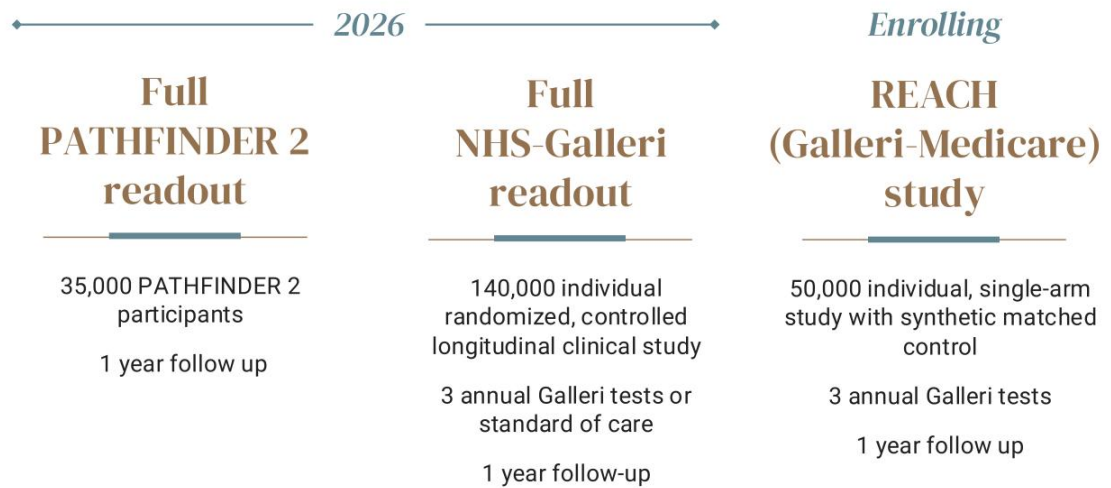 2026
Full
PATHFINDER 2
readout
35,000 PATHFINDER 2
participants
1 year follow up
Full
NHS-Galleri
readout
140,000 individual
randomized, controlled
longitudinal clinical study
3 annual Galleri tests or
standard of care
1 year follow-up
Enrolling
REACH
(Galleri-Medicare)
study
50,000 individual, single-arm
study with synthetic matched
control
3 annual Galleri tests
1 year follow up